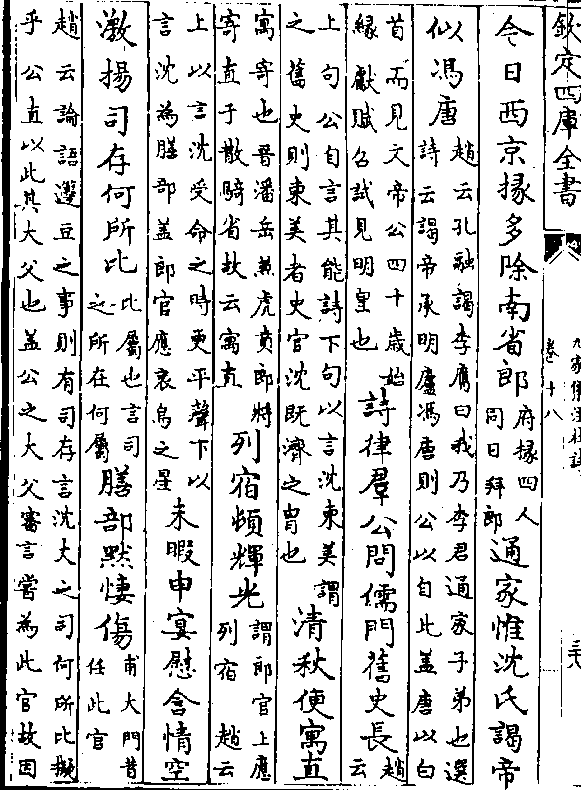 欽定四庫全書
九家集注杜詩
卷十八
今日西京掾多除南省郎府掾四人同日拜郎通家惟沈氏謁帝
似馮唐趙云孔融謁李膺曰我乃李君通家子弟也選詩云謁帝承明廬馮唐則公以自比蓋唐以白
首而見文帝公四十歲始緣獻賦召試見明皇也詩律羣公問儒門舊史長趙云
上句公自言其能詩下句以言沈東美謂之舊史則東美者史官沈既濟之胄也清秋便寓直
寓寄也晉潘岳兼虎賁郎將寄直于散騎省故云寓直列宿頓輝光謂郎官上應列宿 趙云
上以言沈受命之時更平聲下以言沈為膳部蓋郎官應哀烏之星未暇申宴慰含情空
激揚司存何所比比屬也言司之所在何屬膳部黙悽傷甫大門昔任此官
趙云論語籩豆之事則有司存言沈大之司何所比擬乎公直以此其大父也蓋公之大父審言嘗為此官故因